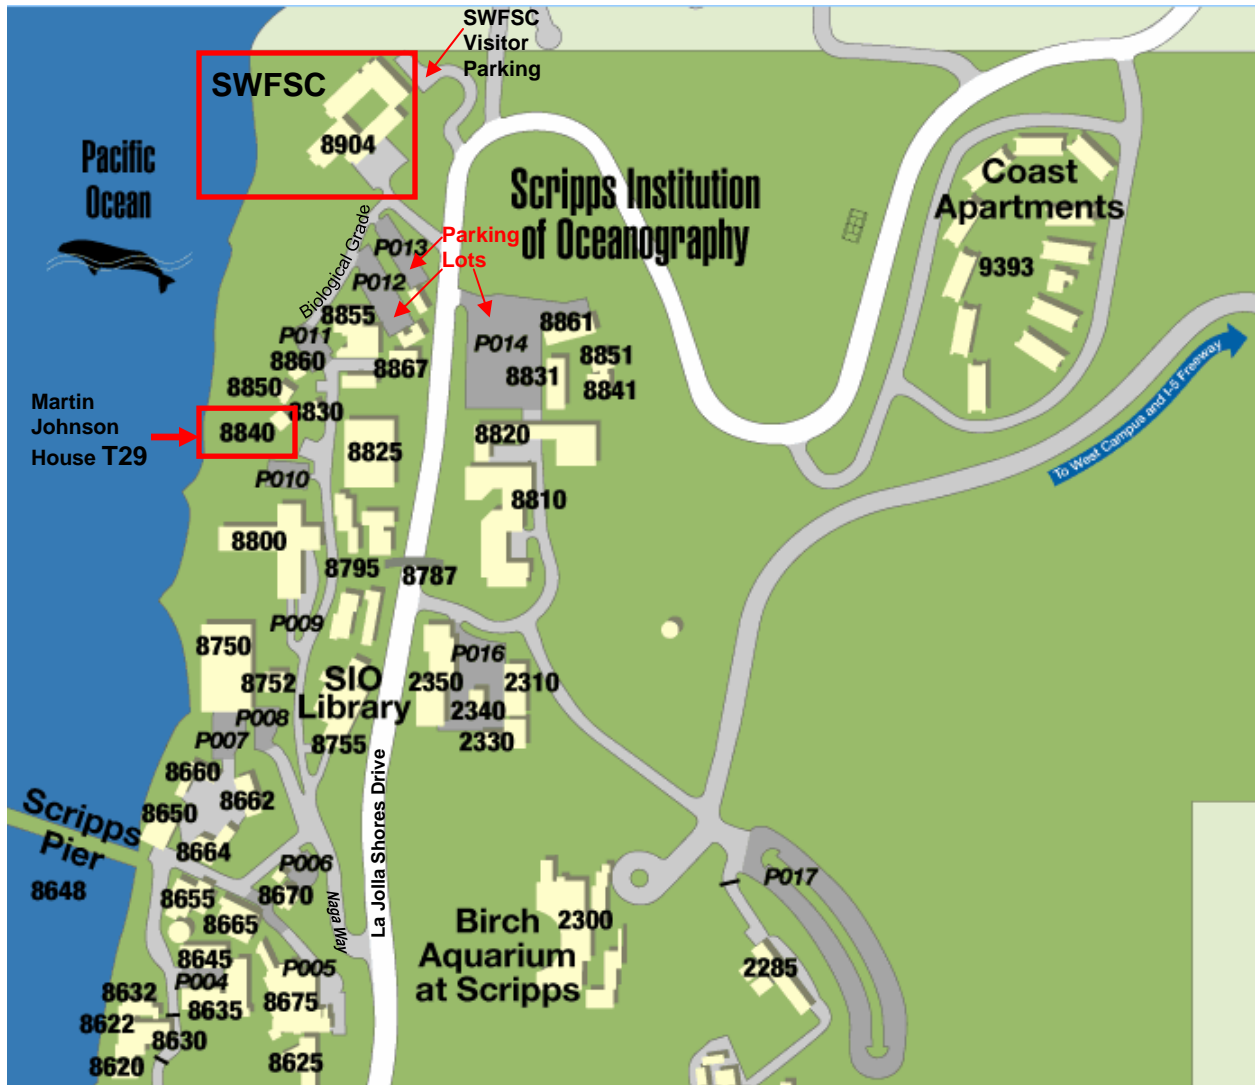 SWFSC
Visitor
Parking
SWFSC
8904
Pacific
Ocean
Scripps Institution
of Oceanography
Coast
Apartments
9393
Biological Grade
P013
Parking
Lots
P012
8855
P011
8860
8867
8850
8830
P014
8861
8851
8831
8841
Martin
Johnson
House T29
8840
8825
8820
P010
8810
8800
8795
8787
To West Campua and I-5 Freeway
P009
8750
8752
SIO
Library
P016
2350
2310
2340
2330
P008
P007
8755
La Jolla Shores Drive
8660
8662
8650
8664
Scripps
Pier
8648
P006
8670
Naga Way
8655
8665
8645
P004
P005
8635
8675
8632
8622
8630
8620
8625
Birch
Aquarium
at Scripps
2300
P017
2285